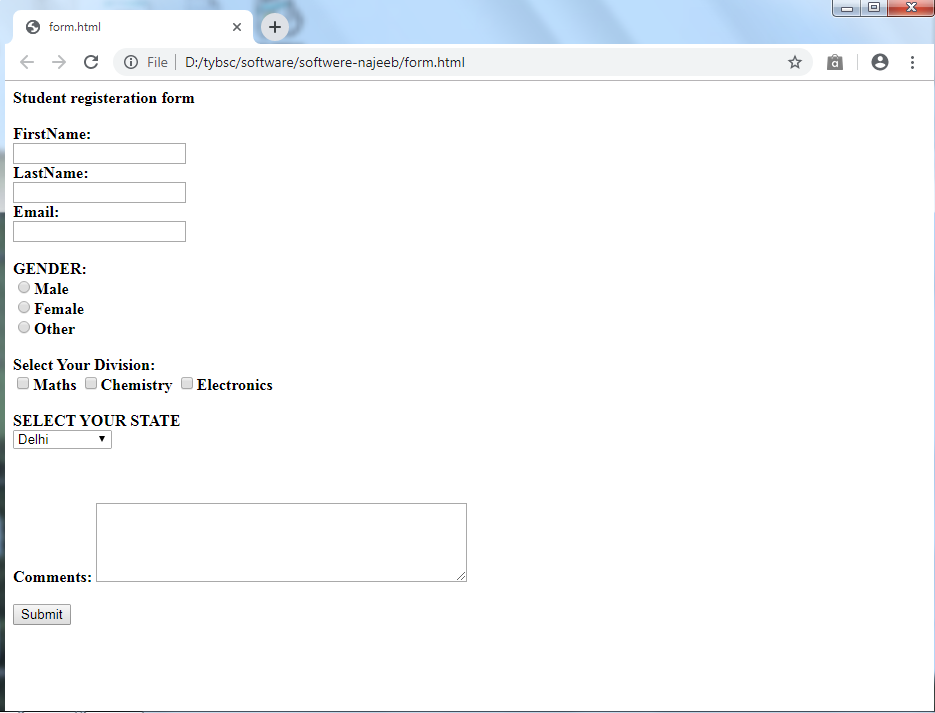 form.html
File D:/tybsc/software/softwere-najeeb/form.html
Student registeration form
FirstName:
LastName:
Email:
GENDER:
Male
Female
Other
Select Your Division:
Maths Chemistry Electronics
SELECT YOUR STATE
Delhi
Comments:
Submit